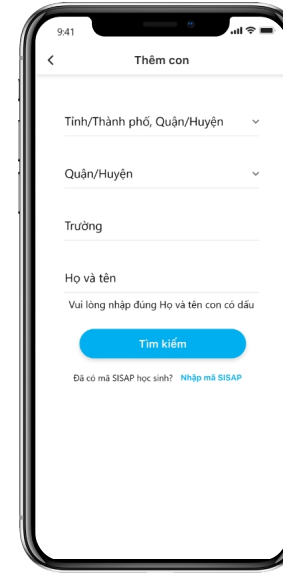 9:41
Thêm con
Tỉnh/Thành phố, Quận/Huyện
Quận/Huyện
Trường
Họ và tên
Vui lòng nhập đúng Họ và tên con có dấu
Tìm kiếm
Đã có mã SISAP học sinh? Nhập mã SISAP